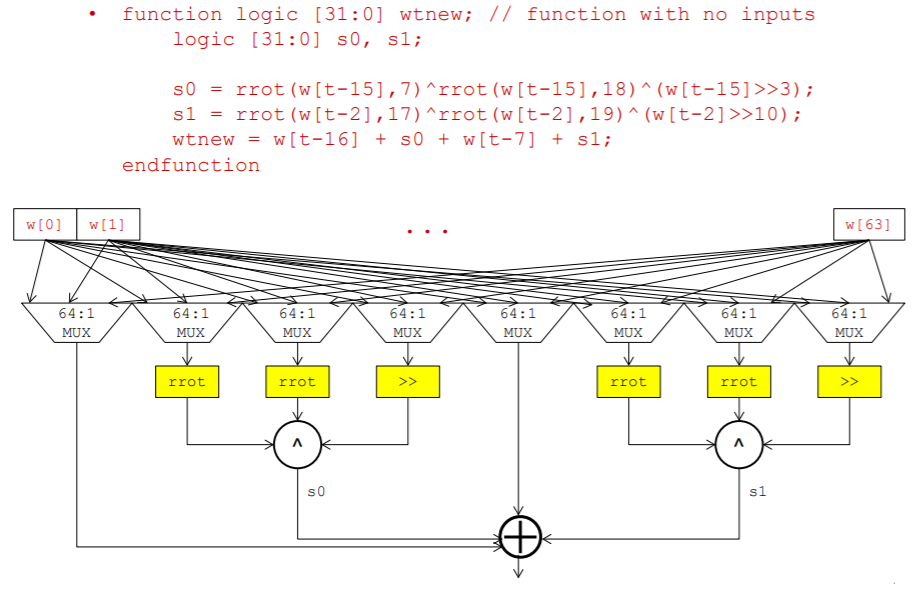 • function logic [31:0] wtnew; // function with no inputs
logic [31:0] s0, s1;
s0 = rrot(w[t-15],7)^rrot(w[t-15],18)^(w[t-15]>>3);
s1 = rrot(w[t-2],17)^rrot(w[t-2],19)^(w[t-2]>>10);
wtnew = w[t-16] + s0 + w[t-7] + s1;
endfunction
w[0] w[1] ... w[63]
64:1 64:1 64:1 64:1 64:1 64:1 64:1 64:1
MUX MUX MUX MUX MUX MUX MUX MUX
rrot rrot >> rrot rrot >>
^ ^
s0 s1
+